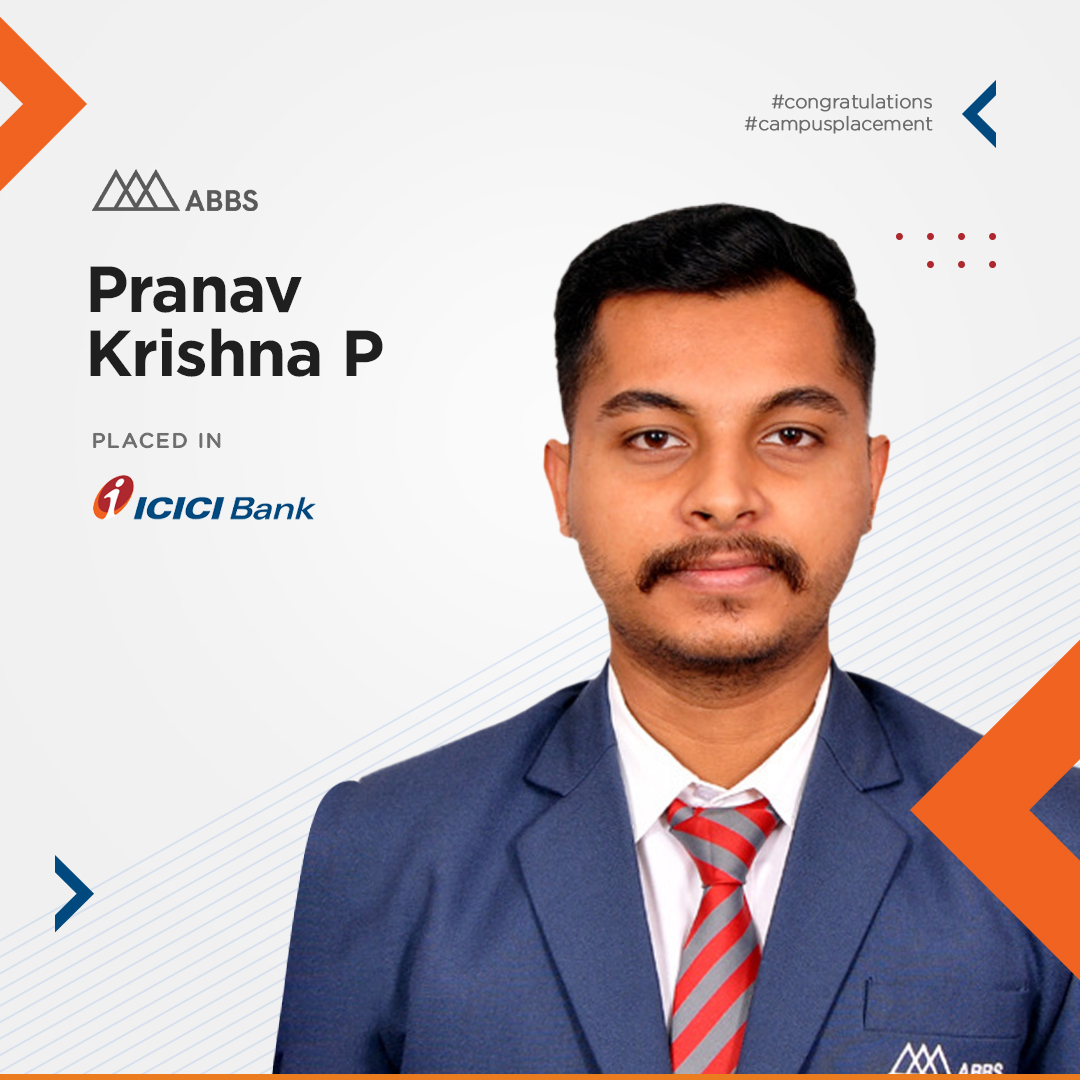 #congratulations
#campusplacement
ABBS
Pranav
Krishna P
PLACED IN
i ICICI Bank
ABBS